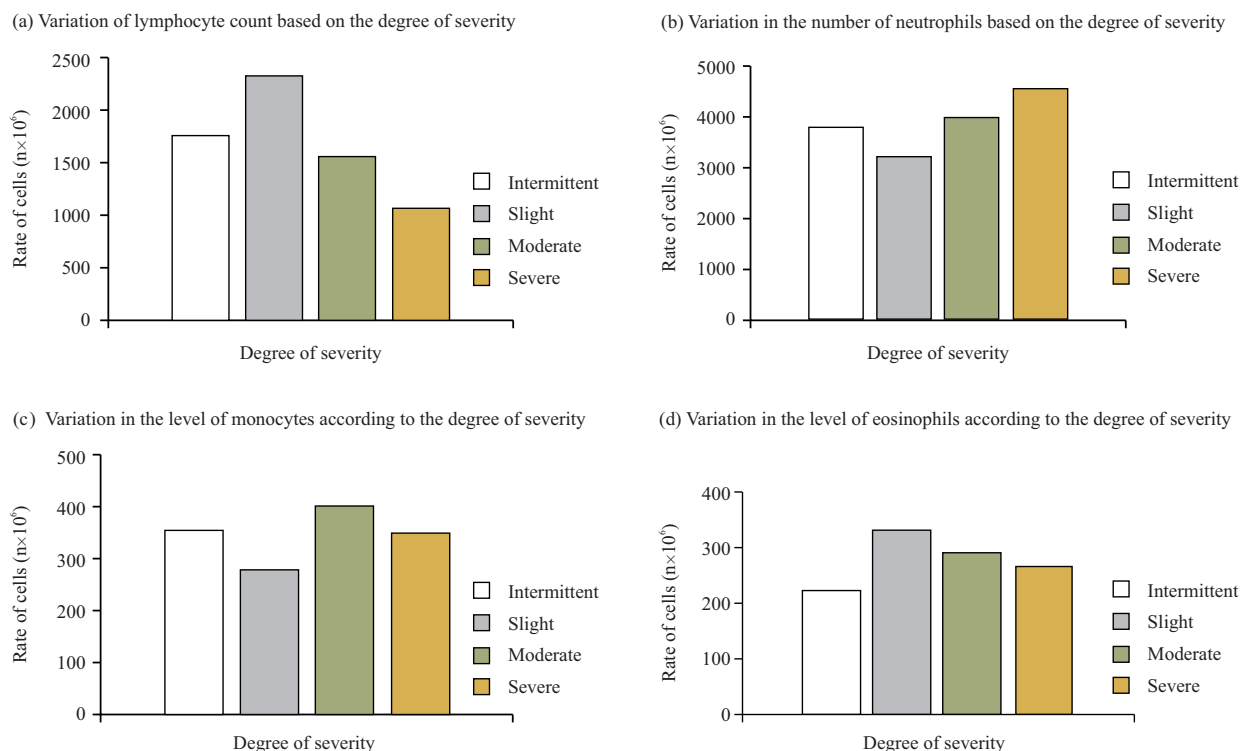 (a) Variation of lymphocyte count based on the degree of severity
Rate of cells (n×10⁶)
2500
2000
1500
1000
500
0
Intermittent
Slight
Moderate
Severe
Degree of severity
(b) Variation in the number of neutrophils based on the degree of severity
Rate of cells (n×10⁶)
5000
4000
3000
4000
1000
0
Intermittent
Slight
Moderate
Severe
Degree of severity
(c) Variation in the level of monocytes according to the degree of severity
Rate of cells (n×10⁶)
500
400
300
200
100
0
Intermittent
Slight
Moderate
Severe
Degree of severity
(d) Variation in the level of eosinophils according to the degree of severity
Rate of cells (n×10⁶)
400
300
200
100
0
Intermittent
Slight
Moderate
Severe
Degree of severity